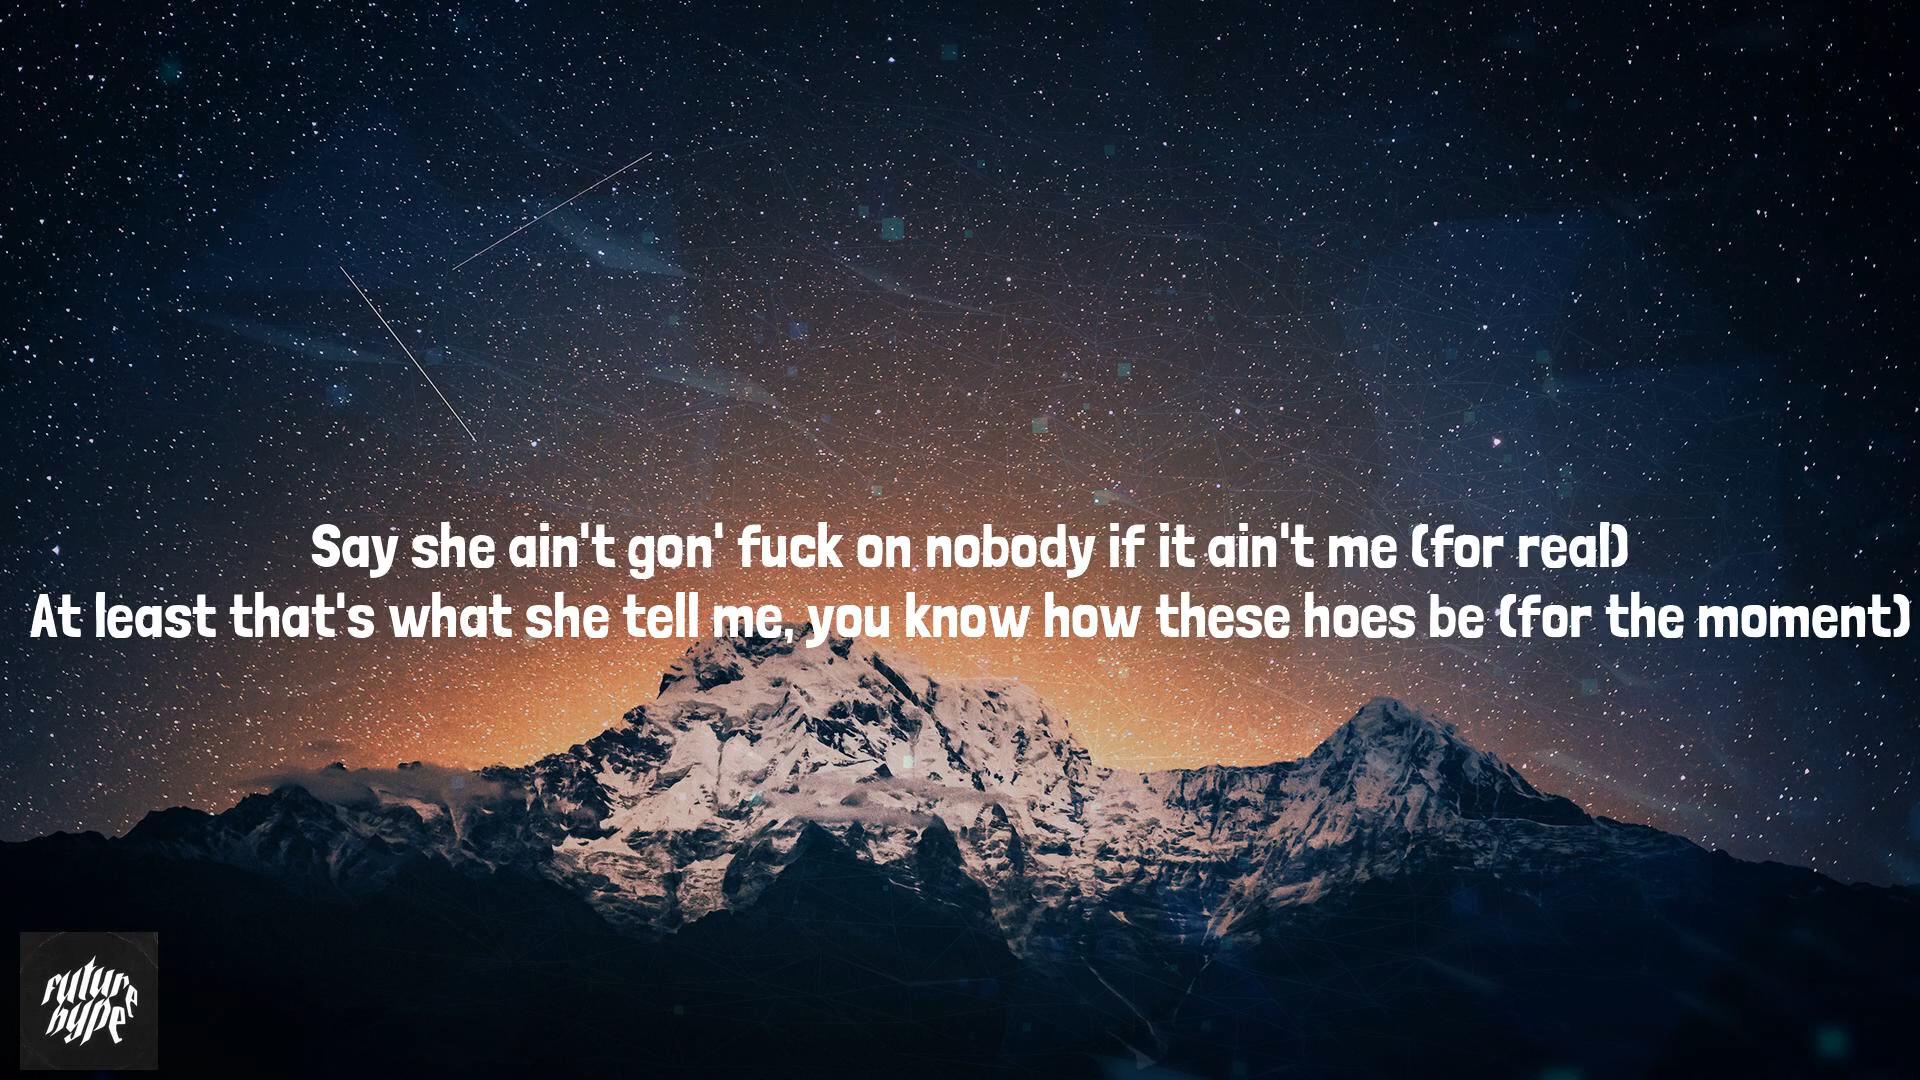 Say she ain't gon' fuck on nobody if it ain't me (for real)
At least that's what she tell me, you know how these hoes be (for the moment)
future
hype